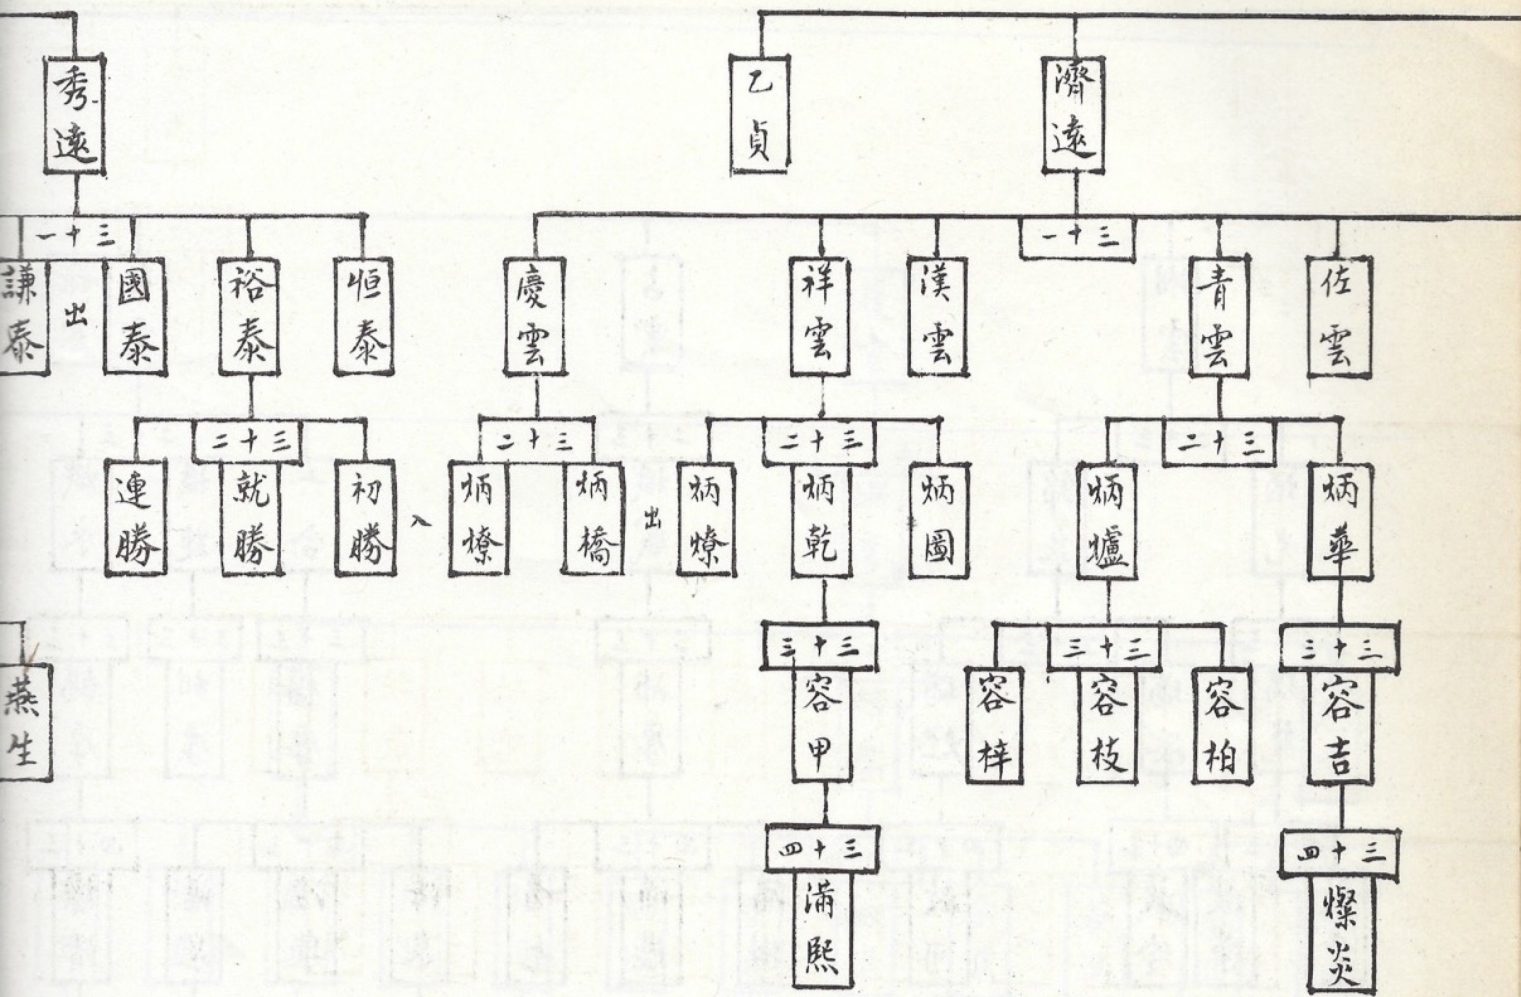 濟遠
乙貞
秀遠
三十一
佐雲
青雲
漢雲
祥雲
慶雲
三十一
恒泰
裕泰
國泰
出
謙泰
三十二
炳華
炳壚
三十二
炳圖
炳乾
炳燎
出
三十二
炳橋
炳燎
入
三十二
初勝
就勝
連勝
三十三
容吉
三十三
容柏
容枝
容梓
三十三
容甲
燕生
三十四
燦炎
三十四
滿熙